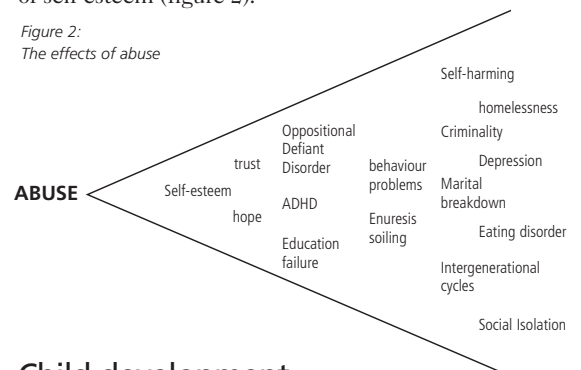 of self-esteem (figure 2).
Figure 2:
The effects of abuse
ABUSE
Self-esteem
trust
hope
Oppositional
Defiant
Disorder
ADHD
Education
failure
behaviour
problems
Enuresis
soiling
Self-harming
homelessness
Criminality
Depression
Marital
breakdown
Eating disorder
Intergenerational
cycles
Social Isolation
Child development